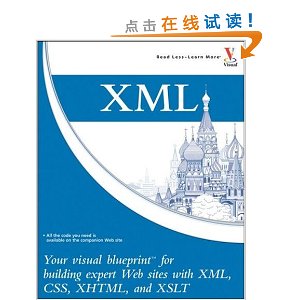 点击在线试读!
Read Less-Learn More®
Visual
XML
• All the code you need is
available on the companion Web site
Your visual blueprint™ for
building expert Web sites with XML,
CSS, XHTML, and XSLT